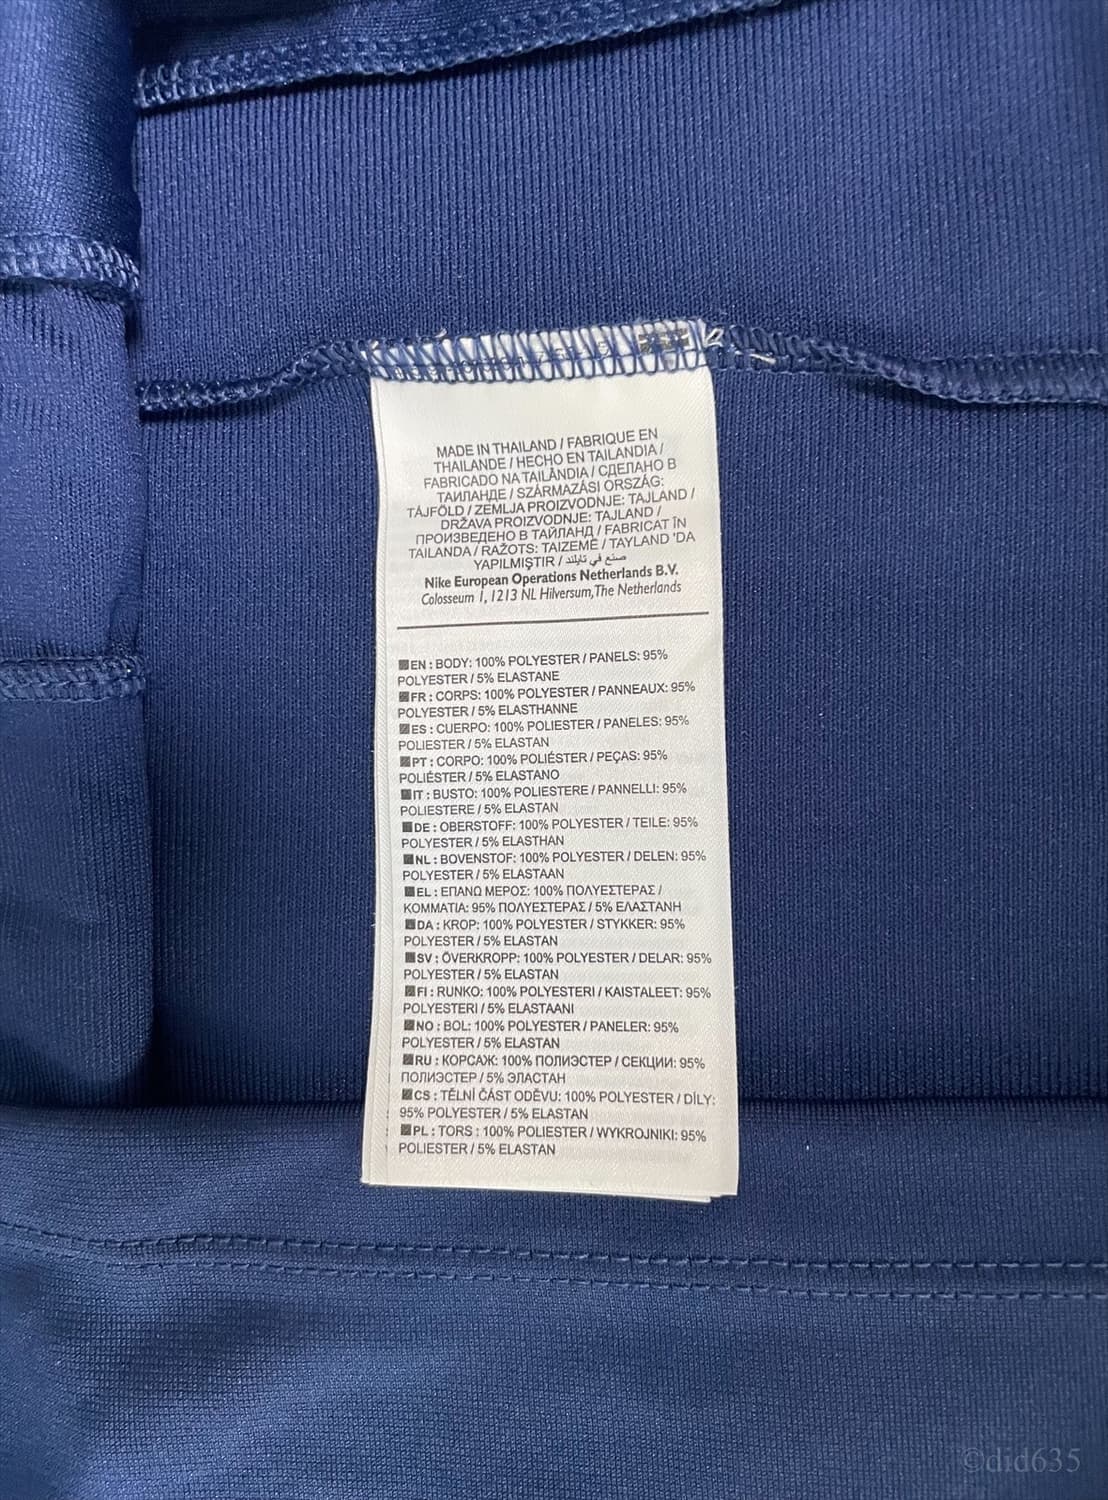 MADE IN THAILAND / FABRIQUE EN
THAILANDE / HECHO EN TAILANDIA /
FABRICADO NA TAILÂNDIA / СДЕЛАНО В
ТАИЛАНДЕ / SZÁRMAZÁSI ORSZÁG:
TÁJFÖLD / ZEMLJA PROIZVODNJE: TAJLAND /
DRŽAVA PROIZVODNJE: TAJLAND /
ПРОИЗВЕДЕНО В ТАЙЛАНД / FABRICAT ÎN
TAILANDA / RAŽOTS: TAIZEMĒ / TAYLAND 'DA
YAPILMIŞTIR / صنع في تايلند
Nike European Operations Netherlands B.V.
Colosseum 1, 1213 NL Hilversum, The Netherlands
EN : BODY: 100% POLYESTER / PANELS: 95%
POLYESTER / 5% ELASTANE
FR : CORPS: 100% POLYESTER / PANNEAUX: 95%
POLYESTER / 5% ELASTHANNE
ES : CUERPO: 100% POLIESTER / PANELES: 95%
POLIESTER / 5% ELASTAN
PT : CORPO: 100% POLIÉSTER / PEÇAS: 95%
POLIÉSTER / 5% ELASTANO
IT : BUSTO: 100% POLIESTERE / PANNELLI: 95%
POLIESTERE / 5% ELASTAN
DE : OBERSTOFF: 100% POLYESTER / TEILE: 95%
POLYESTER / 5% ELASTHAN
NL : BOVENSTOF: 100% POLYESTER / DELEN: 95%
POLYESTER / 5% ELASTAAN
EL : ΕΠΑΝΩ ΜΕΡΟΣ: 100% ΠΟΛΥΕΣΤΕΡΑΣ /
ΚΟΜΜΑΤΙΑ: 95% ΠΟΛΥΕΣΤΕΡΑΣ / 5% ΕΛΑΣΤΑΝΗ
DA : KROP: 100% POLYESTER / STYKKER: 95%
POLYESTER / 5% ELASTAN
SV : ÖVERKROPP: 100% POLYESTER / DELAR: 95%
POLYESTER / 5% ELASTAN
FI : RUNKO: 100% POLYESTERI / KAISTALEET: 95%
POLYESTERI / 5% ELASTAANI
NO : BOL: 100% POLYESTER / PANELER: 95%
POLYESTER / 5% ELASTAN
RU : КОРСАЖ: 100% ПОЛИЭСТЕР / СЕКЦИИ: 95%
ПОЛИЭСТЕР / 5% ЭЛАСТАН
CS : TĚLNÍ ČÁST ODĚVU: 100% POLYESTER / DÍLY:
95% POLYESTER / 5% ELASTAN
PL : TORS : 100% POLIESTER / WYKROJNIKI: 95%
POLIESTER / 5% ELASTAN
©did635